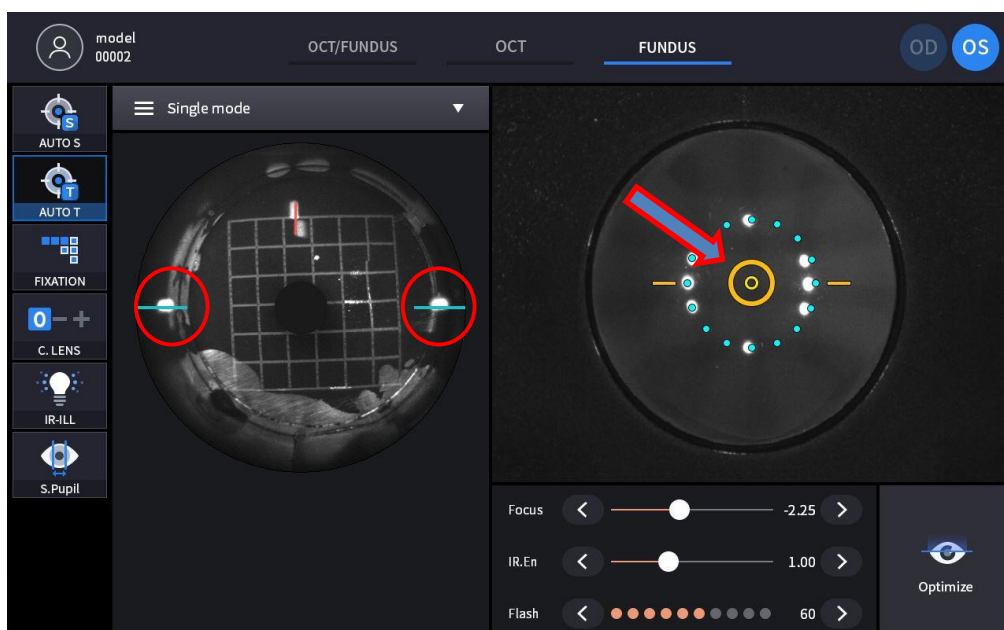 model
00002
OCT/FUNDUS
OCT
FUNDUS
OD
OS
S
AUTO S
T
AUTO T
FIXATION
0 - +
C. LENS
IR-ILL
S.Pupil
Single mode
Focus
-2.25
IR.En
1.00
Flash
60
Optimize